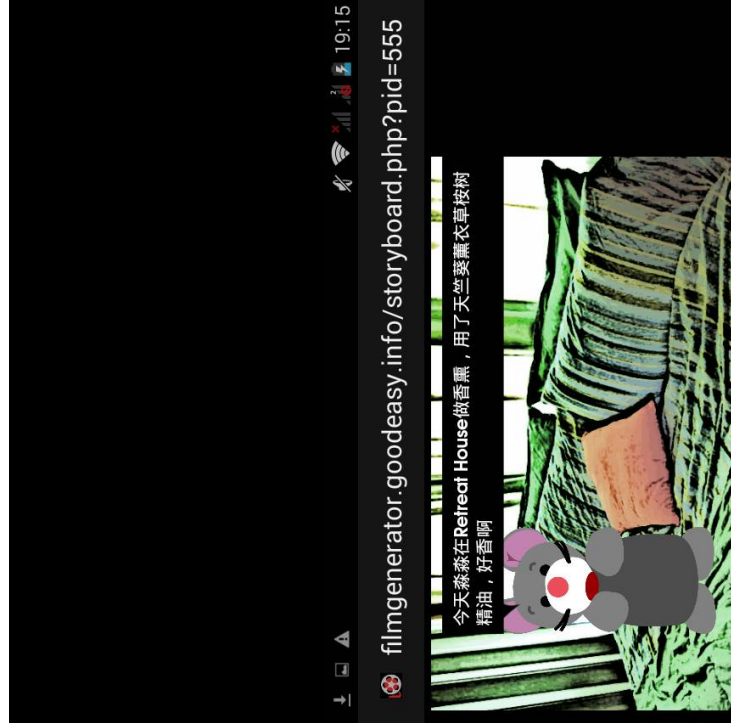 19:15
filmgenerator.goodeasy.info/storyboard.php?pid=555
今天淼淼在Retreat House做香熏，用了天竺葵薰衣草桉树
精油，好香啊